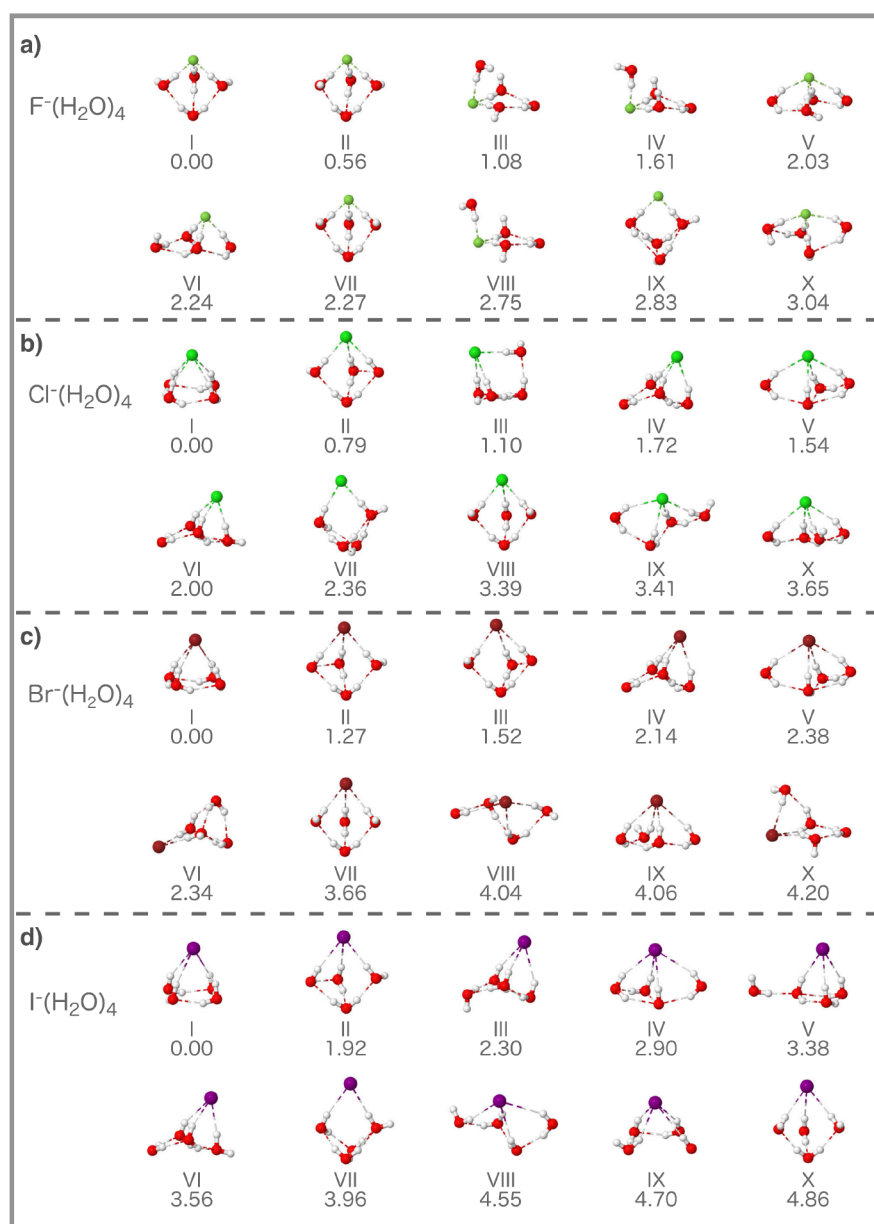 a)
F⁻(H₂O)₄
I II III IV V
0.00 0.56 1.08 1.61 2.03
VI VII VIII IX X
2.24 2.27 2.75 2.83 3.04
b)
Cl⁻(H₂O)₄
I II III IV V
0.00 0.79 1.10 1.72 1.54
VI VII VIII IX X
2.00 2.36 3.39 3.41 3.65
c)
Br⁻(H₂O)₄
I II III IV V
0.00 1.27 1.52 2.14 2.38
VI VII VIII IX X
2.34 3.66 4.04 4.06 4.20
d)
I⁻(H₂O)₄
I II III IV V
0.00 1.92 2.30 2.90 3.38
VI VII VIII IX X
3.56 3.96 4.55 4.70 4.86